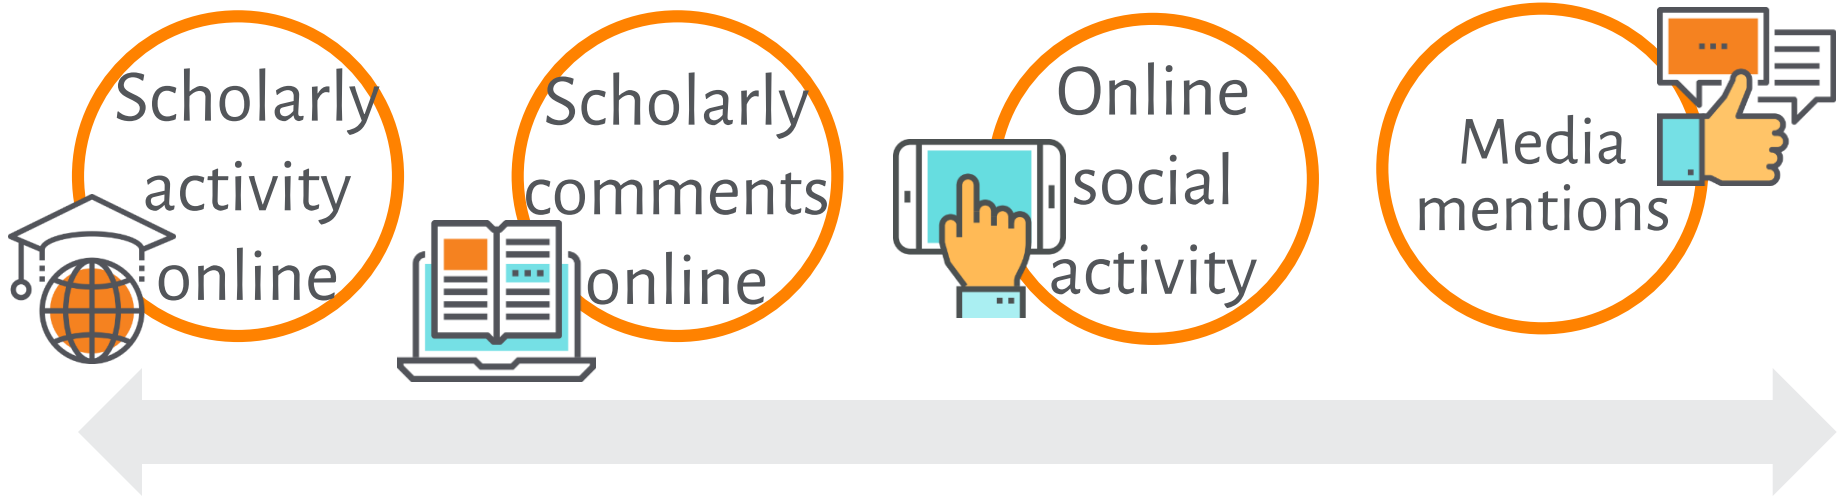 Scholarly
activity
online
Scholarly
comments
online
Online
social
activity
Media
mentions